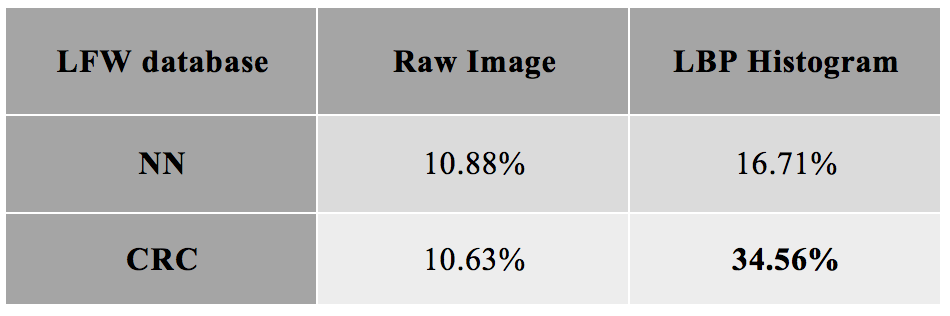 LFW database Raw Image LBP Histogram
NN 10.88% 16.71%
CRC 10.63% 34.56%